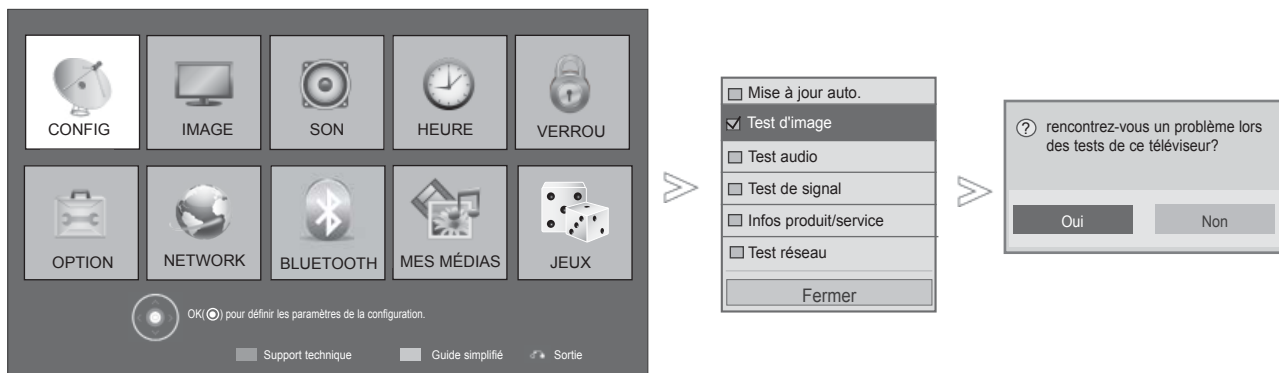 CONFIG
IMAGE
SON
HEURE
VERROU
OPTION
NETWORK
BLUETOOTH
MES MÉDIAS
JEUX
OK(◉) pour définir les paramètres de la configuration.
Support technique
Guide simplifié
Sortie
Mise à jour auto.
Test d'image
Test audio
Test de signal
Infos produit/service
Test réseau
Fermer
? rencontrez-vous un problème lors
des tests de ce téléviseur?
Oui
Non